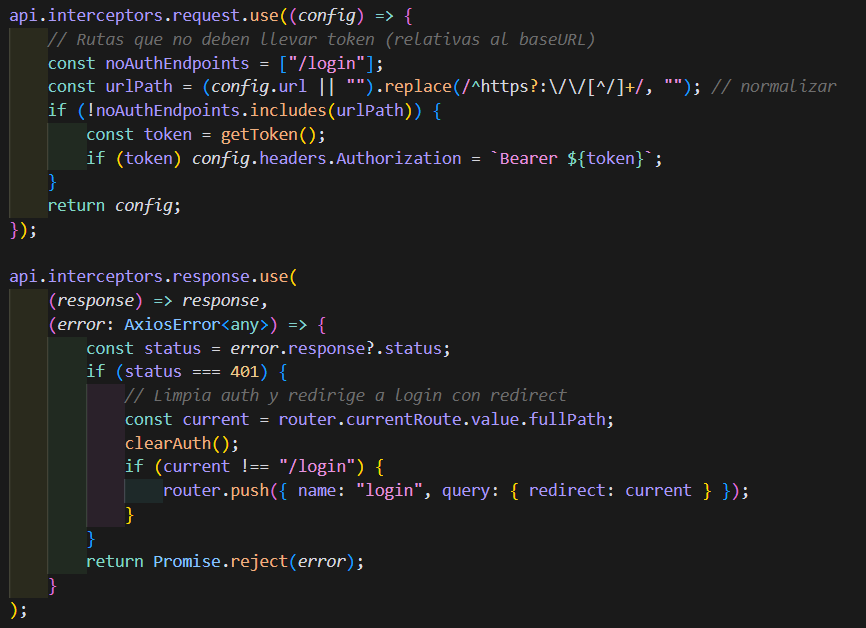 api.interceptors.request.use((config) => {
    // Rutas que no deben llevar token (relativas al baseURL)
    const noAuthEndpoints = ["/login"];
    const urlPath = (config.url || "").replace(/^https?:\/\/[^/]+/, ""); // normalizar
    if (!noAuthEndpoints.includes(urlPath)) {
        const token = getToken();
        if (token) config.headers.Authorization = `Bearer ${token}`;
    }
    return config;
});

api.interceptors.response.use(
    (response) => response,
    (error: AxiosError<any>) => {
        const status = error.response?.status;
        if (status === 401) {
            // Limpia auth y redirige a login con redirect
            const current = router.currentRoute.value.fullPath;
            clearAuth();
            if (current !== "/login") {
                router.push({ name: "login", query: { redirect: current } });
            }
        }
        return Promise.reject(error);
    }
);